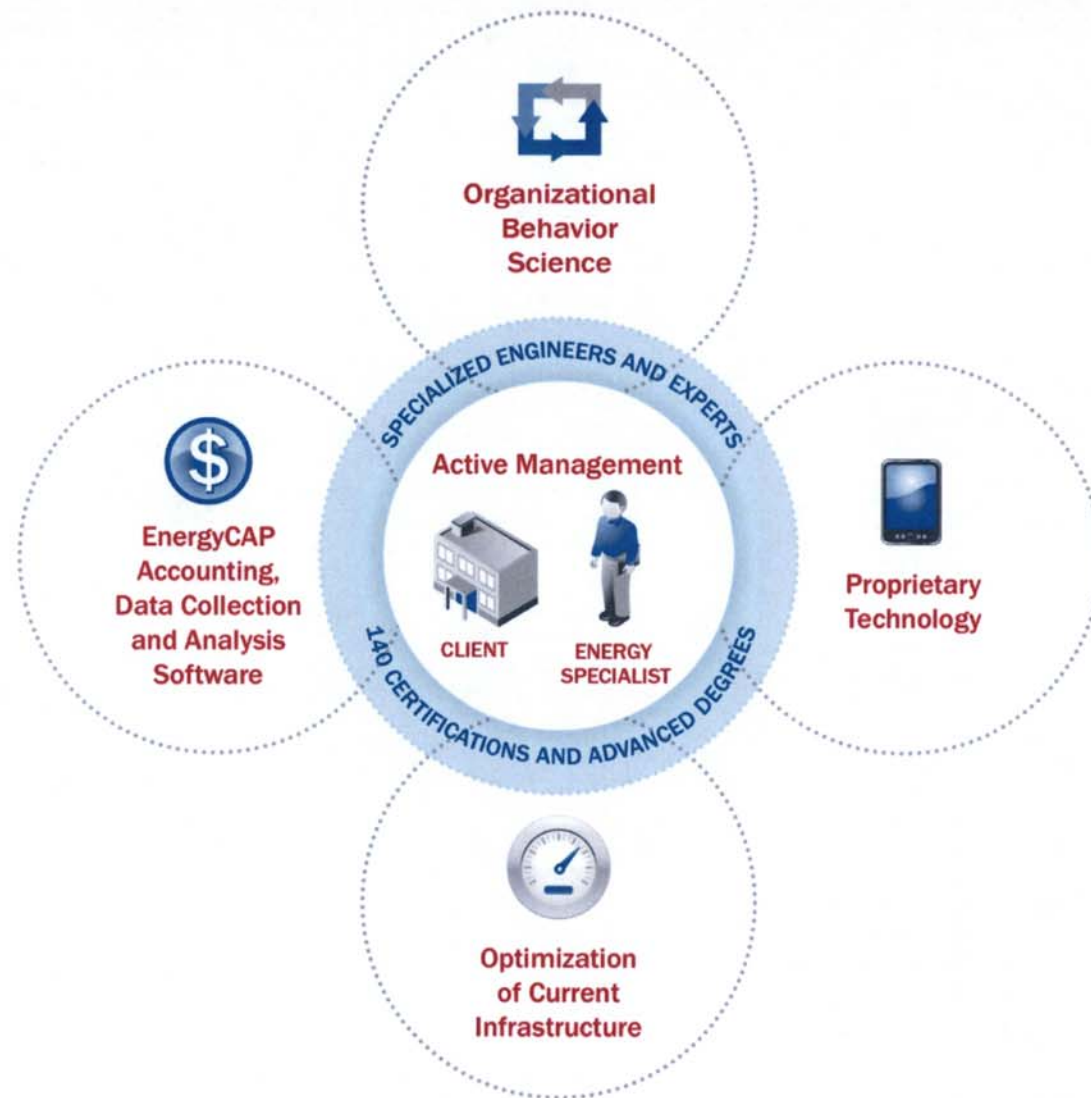 Organizational
Behavior
Science
SPECIALIZED ENGINEERS AND EXPERTS
Active Management
CLIENT
ENERGY
SPECIALIST
140 CERTIFICATIONS AND ADVANCED DEGREES
$
EnergyCAP
Accounting,
Data Collection
and Analysis
Software
Proprietary
Technology
Optimization
of Current
Infrastructure